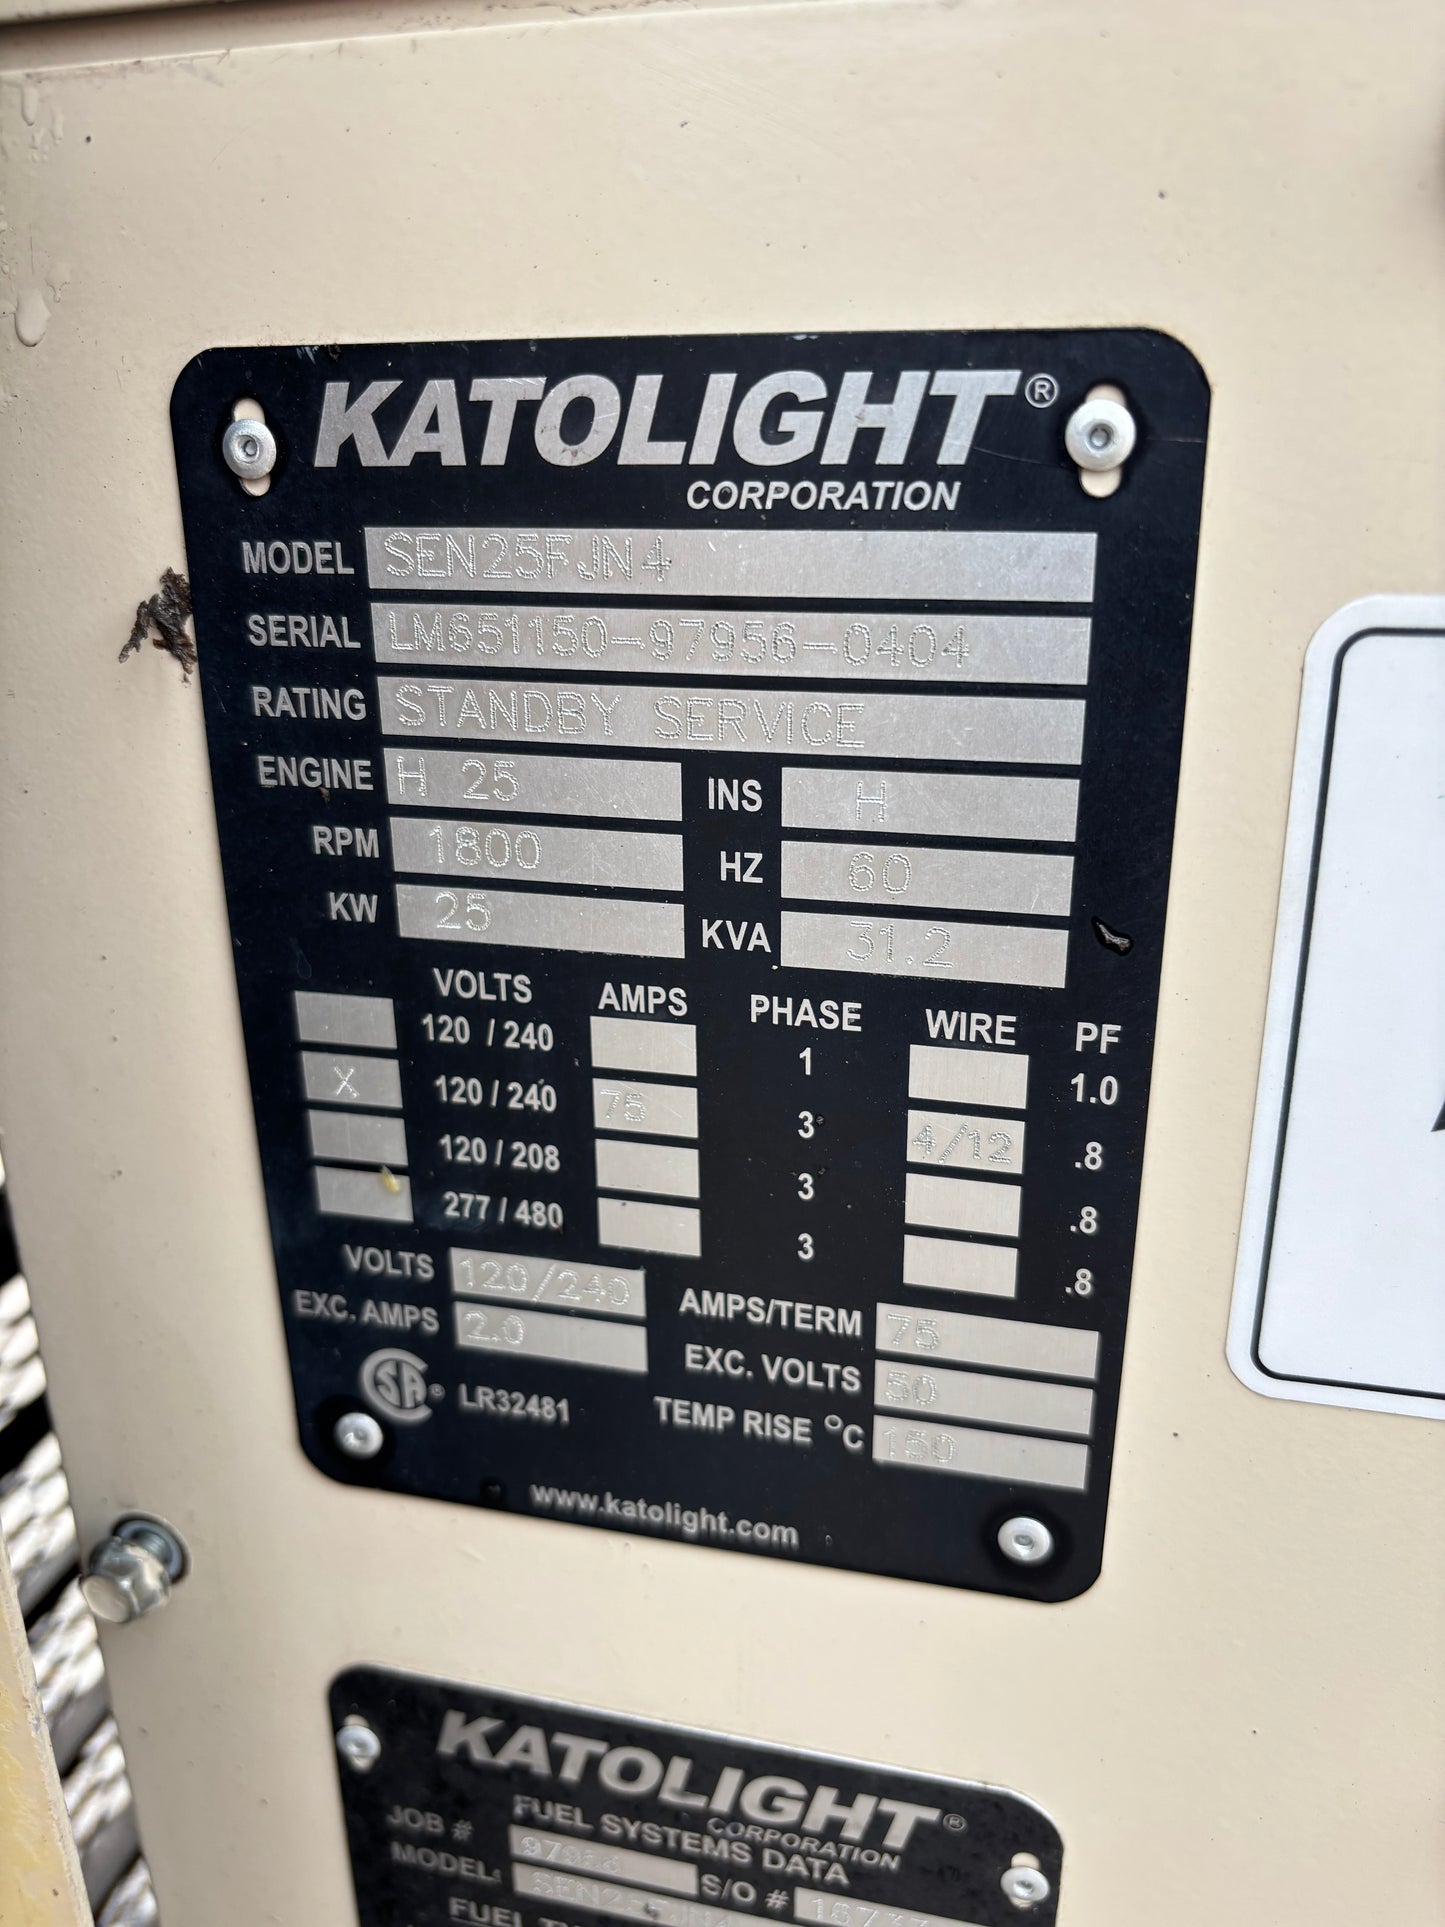 KATOLIGHT®
CORPORATION
MODEL SEN25FJN4
SERIAL LM651150-97956-0404
RATING STANDBY SERVICE
ENGINE H 25 INS H
RPM 1800 HZ 60
KW 25 KVA 31.2
VOLTS AMPS PHASE WIRE PF
120 / 240 1 1.0
X 120 / 240 75 3 4/12 .8
120 / 208 3 .8
277 / 480 3 .8
VOLTS 120/240 AMPS/TERM 75
EXC. AMPS 2.0 EXC. VOLTS 50
CSA® LR32481 TEMP RISE °C 150
www.katolight.com
KATOLIGHT®
CORPORATION
FUEL SYSTEMS DATA
JOB # S/O #
MODEL:
FUEL